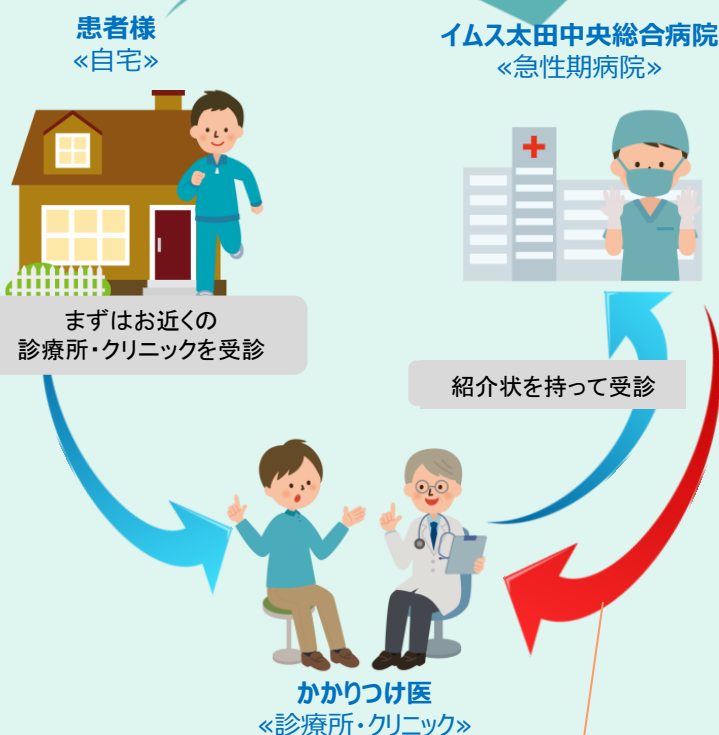 患者様
≪自宅≫
イムス太田中央総合病院
≪急性期病院≫
まずはお近くの
診療所・クリニックを受診
紹介状を持って受診
かかりつけ医
≪診療所・クリニック≫